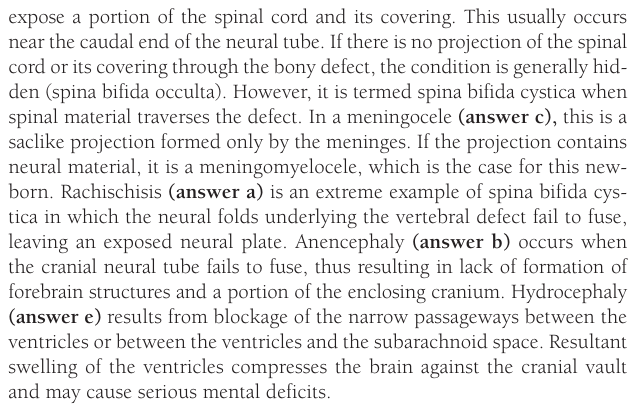 expose a portion of the spinal cord and its covering. This usually occurs
near the caudal end of the neural tube. If there is no projection of the spinal
cord or its covering through the bony defect, the condition is generally hid-
den (spina bifida occulta). However, it is termed spina bifida cystica when
spinal material traverses the defect. In a meningocele (answer c), this is a
saclike projection formed only by the meninges. If the projection contains
neural material, it is a meningomyelocele, which is the case for this new-
born. Rachischisis (answer a) is an extreme example of spina bifida cys-
tica in which the neural folds underlying the vertebral defect fail to fuse,
leaving an exposed neural plate. Anencephaly (answer b) occurs when
the cranial neural tube fails to fuse, thus resulting in lack of formation of
forebrain structures and a portion of the enclosing cranium. Hydrocephaly
(answer e) results from blockage of the narrow passageways between the
ventricles or between the ventricles and the subarachnoid space. Resultant
swelling of the ventricles compresses the brain against the cranial vault
and may cause serious mental deficits.